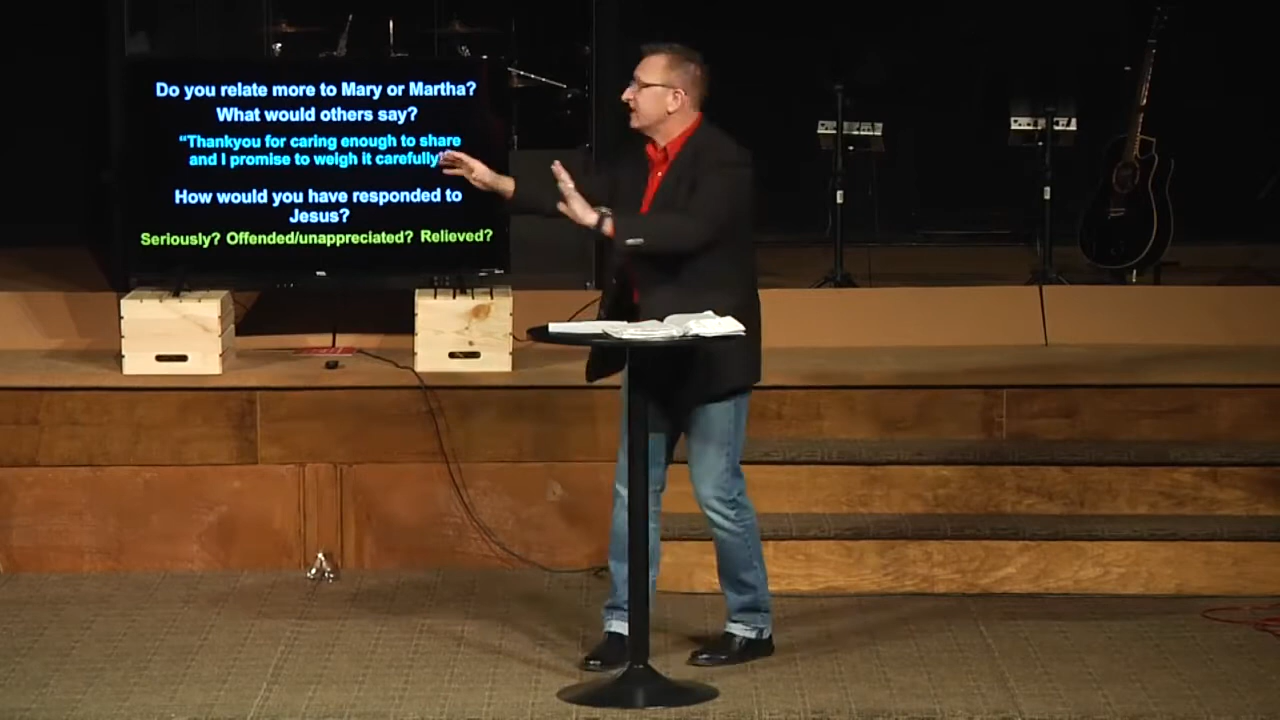 Do you relate more to Mary or Martha?
What would others say?
“Thankyou for caring enough to share
and I promise to weigh it carefully”
How would you have responded to
Jesus?
Seriously? Offended/unappreciated? Relieved?
TCL